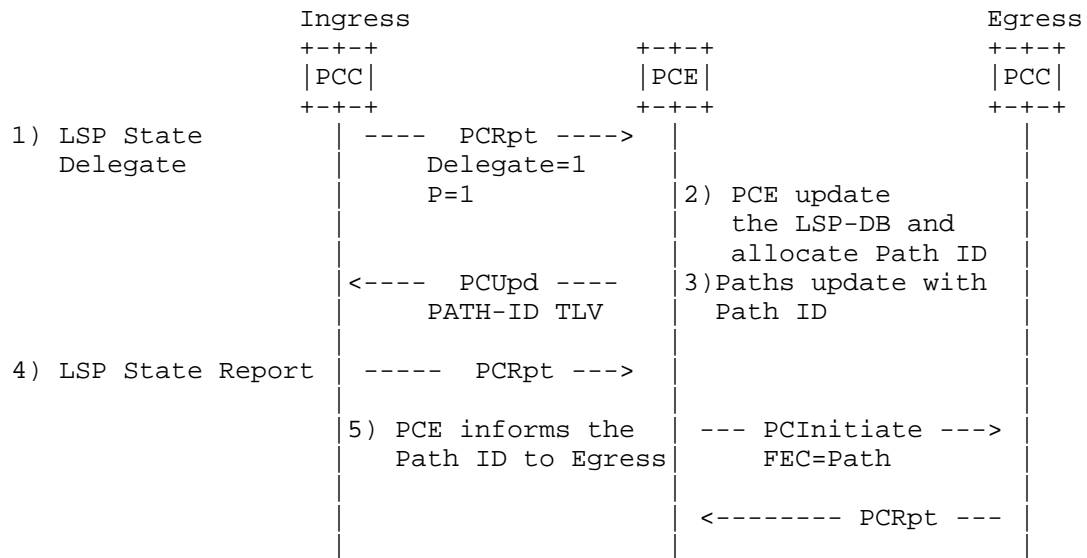 Ingress                                 Egress
+-+-+               +-+-+               +-+-+
|PCC|               |PCE|               |PCC|
+-+-+               +-+-+               +-+-+
1) LSP State | ---- PCRpt ----> | |
Delegate | Delegate=1 | |
| P=1 |2) PCE update |
| | the LSP-DB and |
| | allocate Path ID |
|<---- PCUpd ---- |3)Paths update with |
| PATH-ID TLV | Path ID |
| | |
4) LSP State Report | ----- PCRpt ---> | |
| | |
|5) PCE informs the | --- PCInitiate ---> |
| Path ID to Egress| FEC=Path |
| | |
| | <-------- PCRpt --- |
| | |